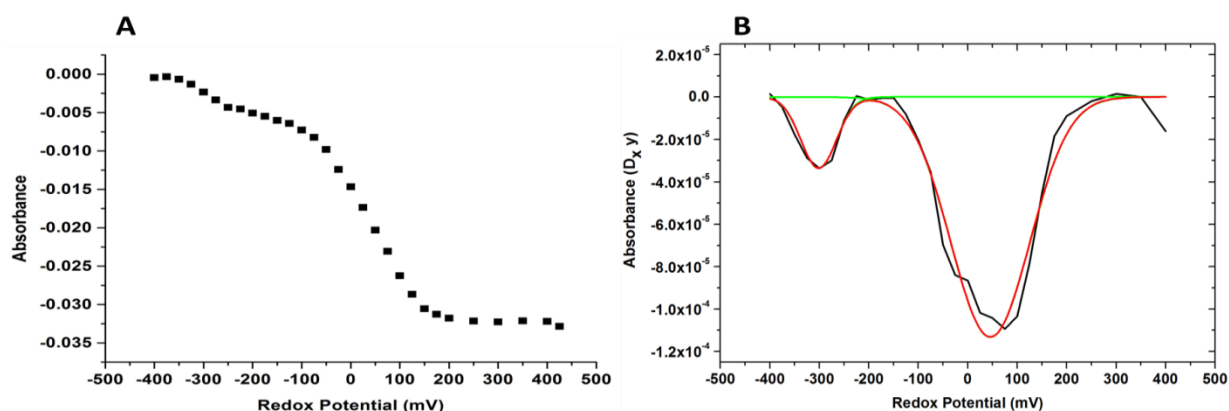 A
0.000
-0.005
-0.010
-0.015
-0.020
-0.025
-0.030
-0.035
Absorbance
-500 -400 -300 -200 -100 0 100 200 300 400 500
Redox Potential (mV)
B
2.0x10-5
0.0
-2.0x10-5
-4.0x10-5
-6.0x10-5
-8.0x10-5
-1.0x10-4
-1.2x10-4
Absorbance (Dx y)
-500 -400 -300 -200 -100 0 100 200 300 400 500
Redox Potential (mV)